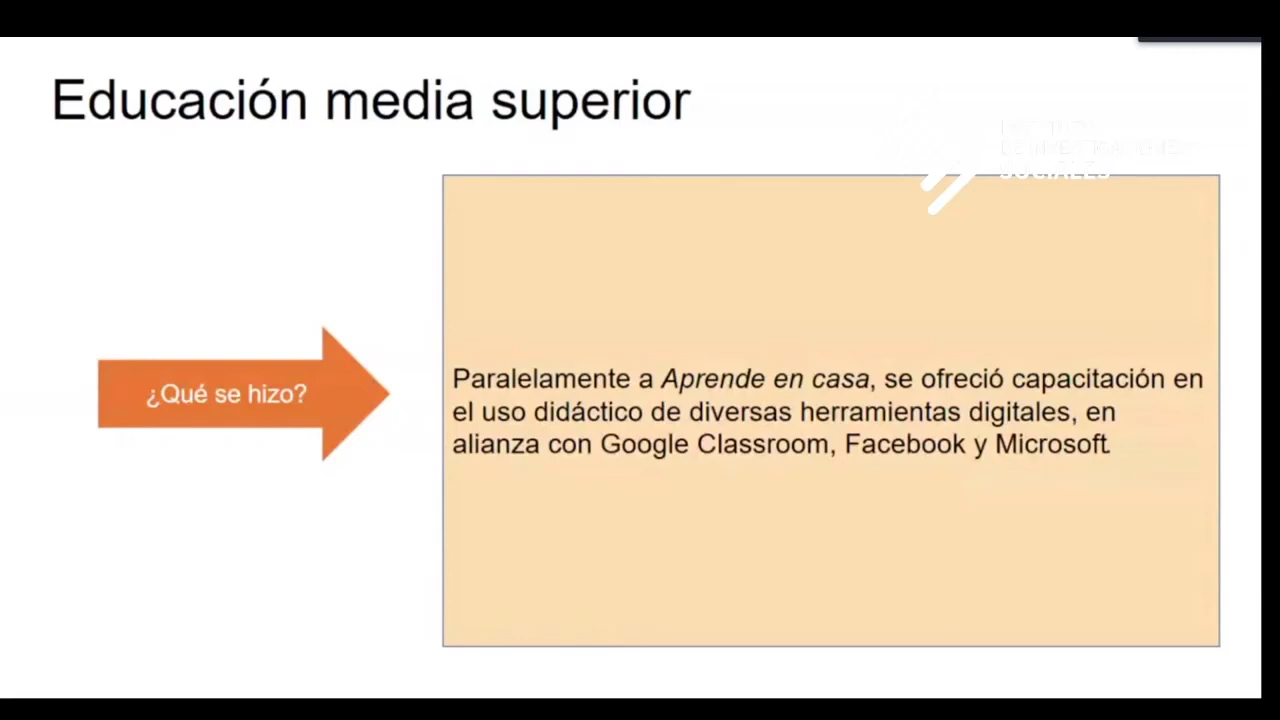 Educación media superior
SOCIALES
¿Qué se hizo?
Paralelamente a Aprende en casa, se ofreció capacitación en
el uso didáctico de diversas herramientas digitales, en
alianza con Google Classroom, Facebook y Microsoft.